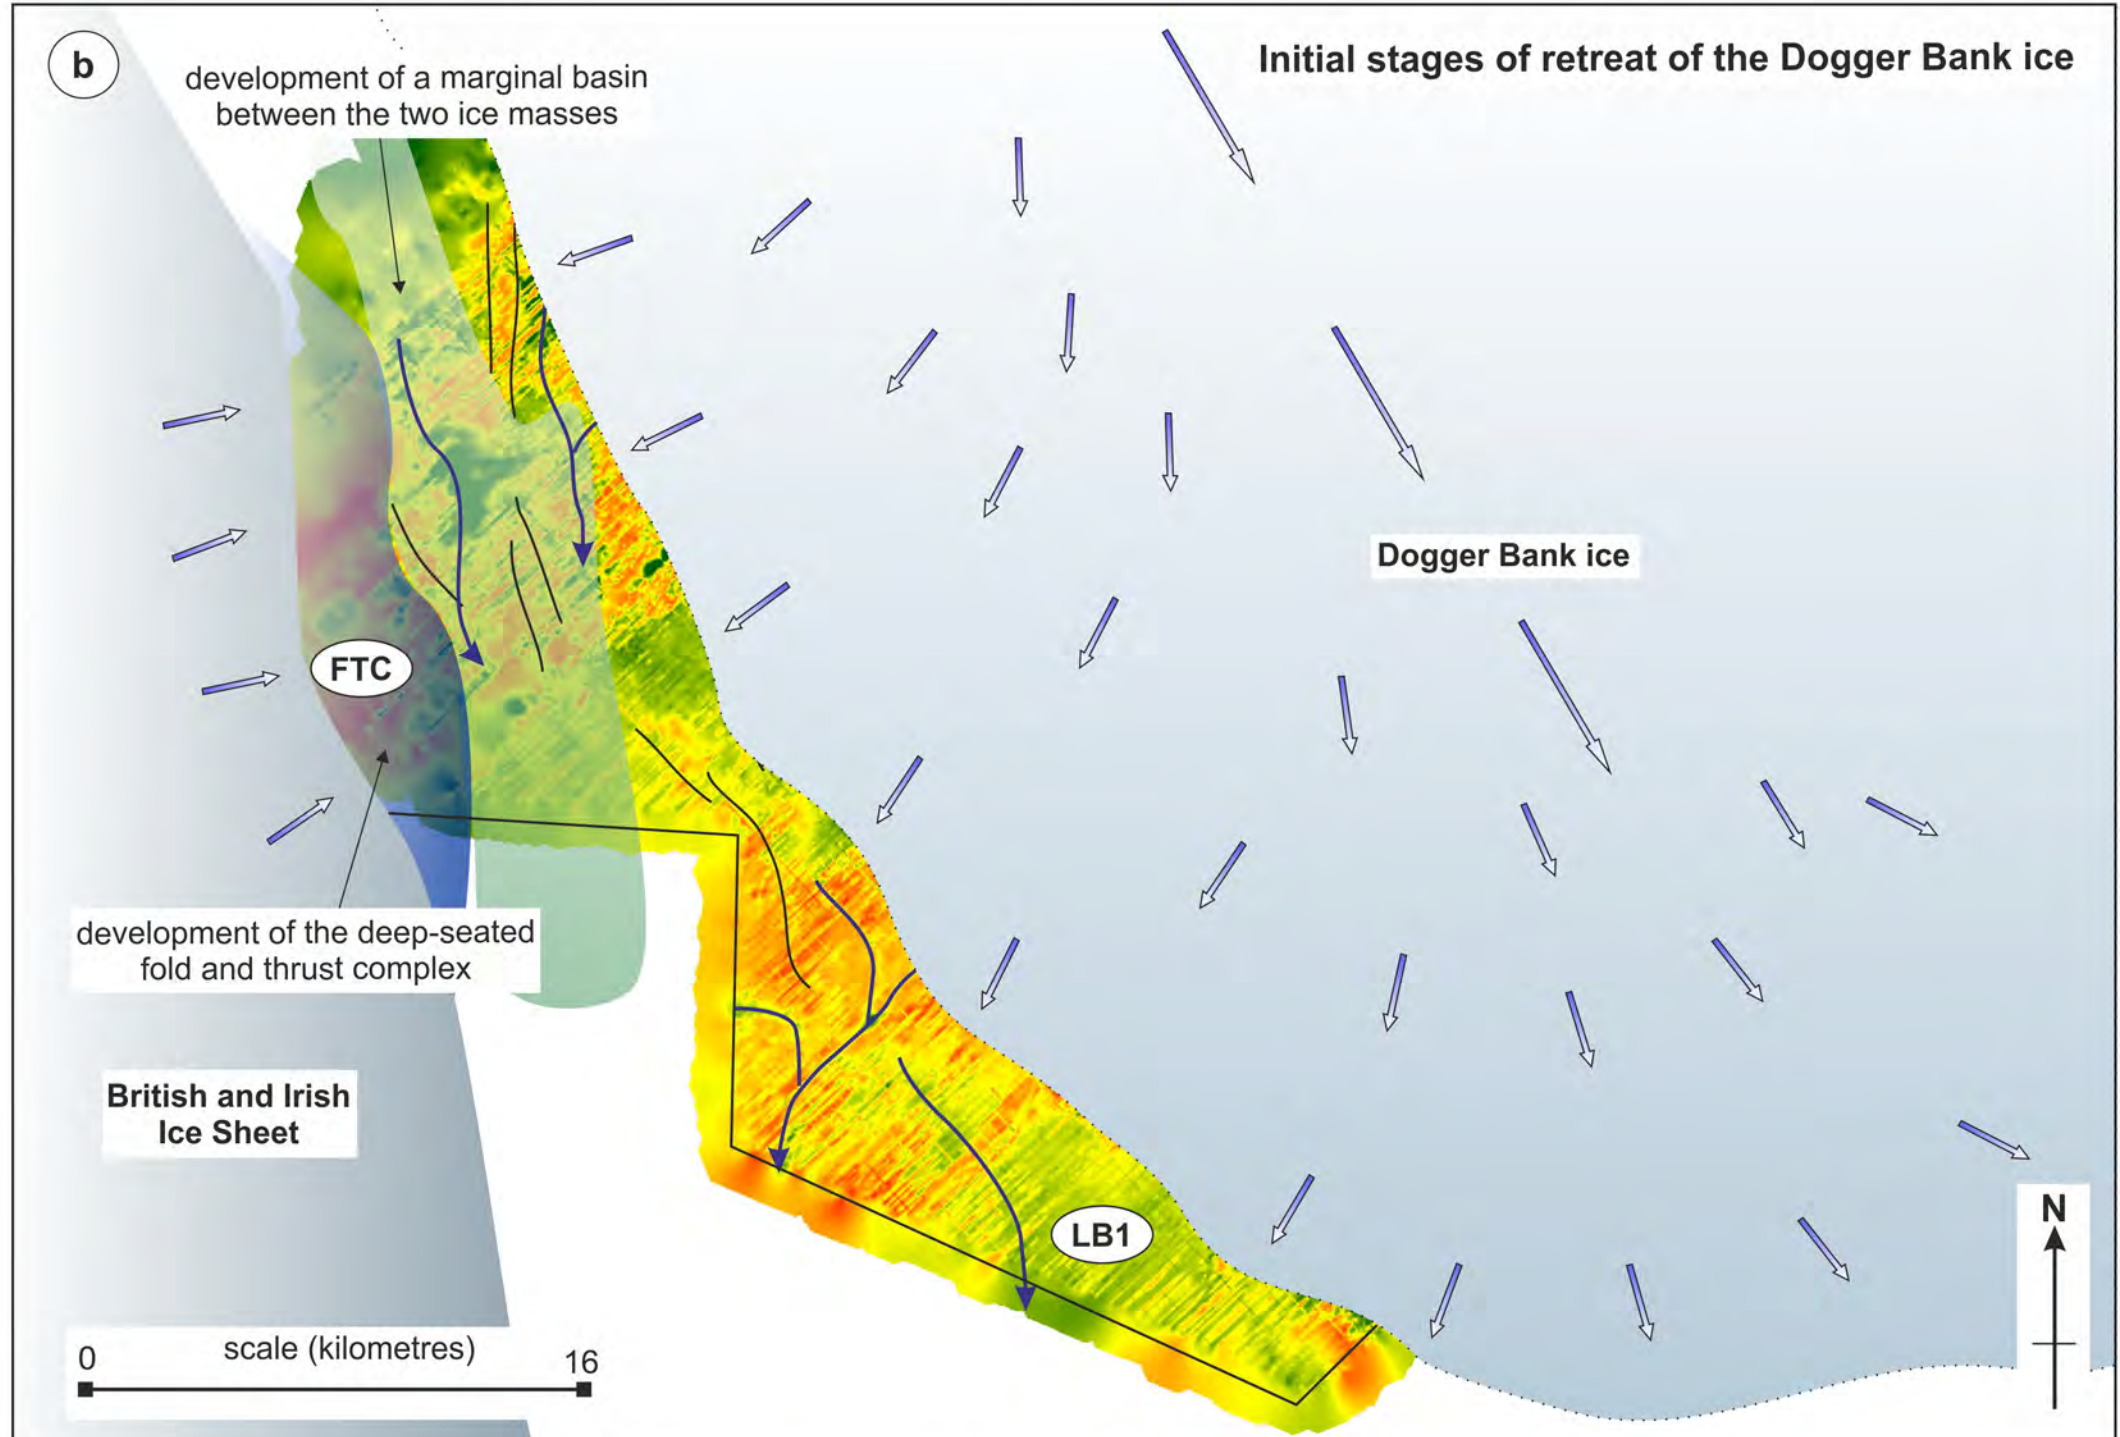 b
Initial stages of retreat of the Dogger Bank ice
development of a marginal basin
between the two ice masses
Dogger Bank ice
FTC
development of the deep-seated
fold and thrust complex
British and Irish
Ice Sheet
LB1
N
scale (kilometres)
0
16